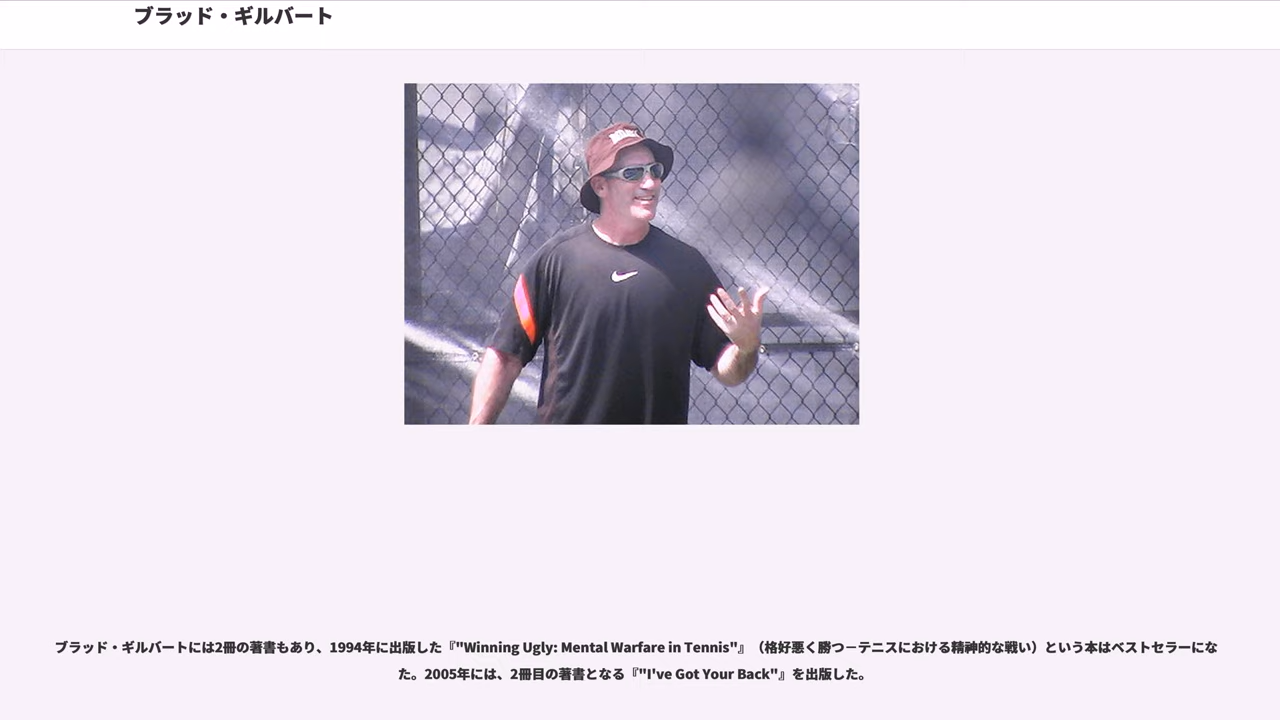 ブラッド・ギルバート
ブラッド・ギルバートには2冊の著書もあり、1994年に出版した『"Winning Ugly: Mental Warfare in Tennis"』（格好悪く勝つ－テニスにおける精神的な戦い）という本はベストセラーにな
た。2005年には、2冊目の著書となる『"I've Got Your Back"』を出版した。